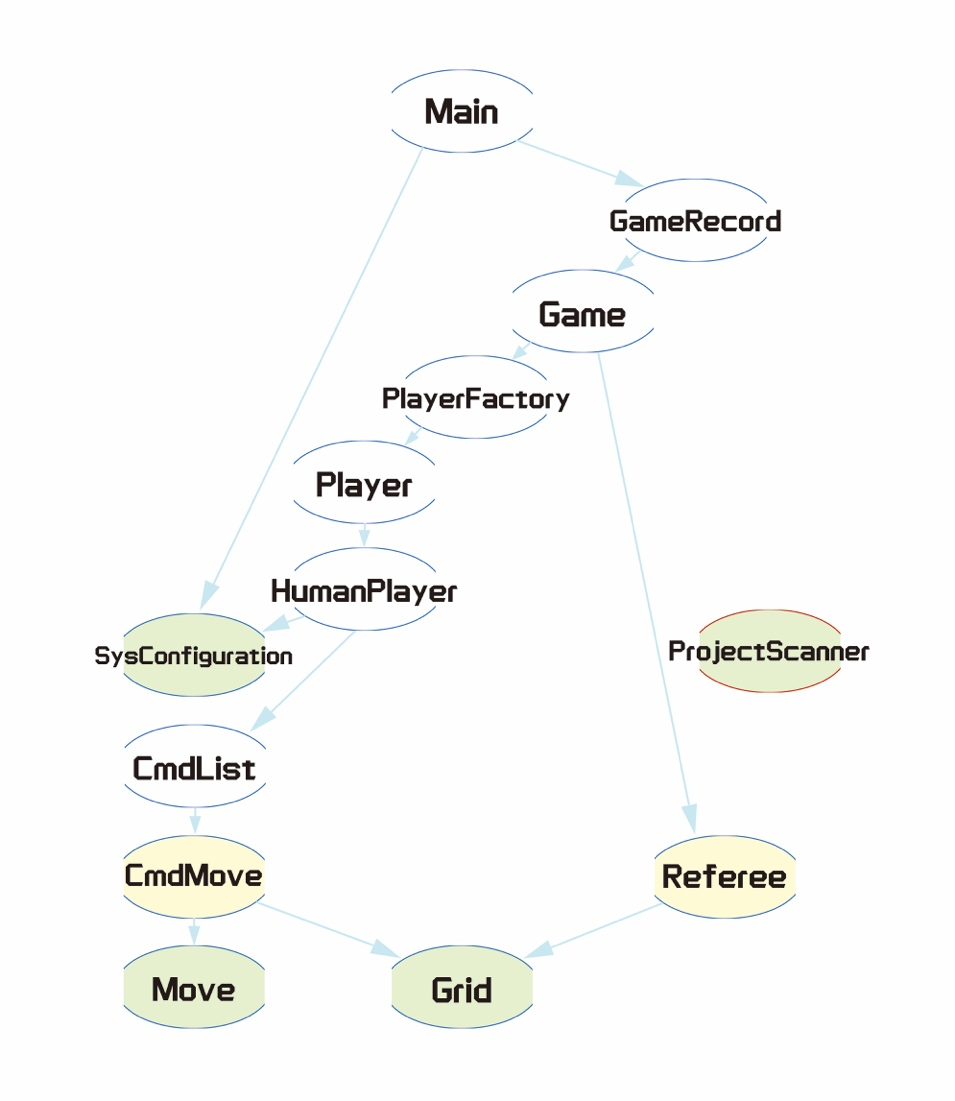 Main
GameRecord
Game
PlayerFactory
Player
HumanPlayer
SysConfiguration
ProjectScanner
CmdList
CmdMove
Referee
Move
Grid